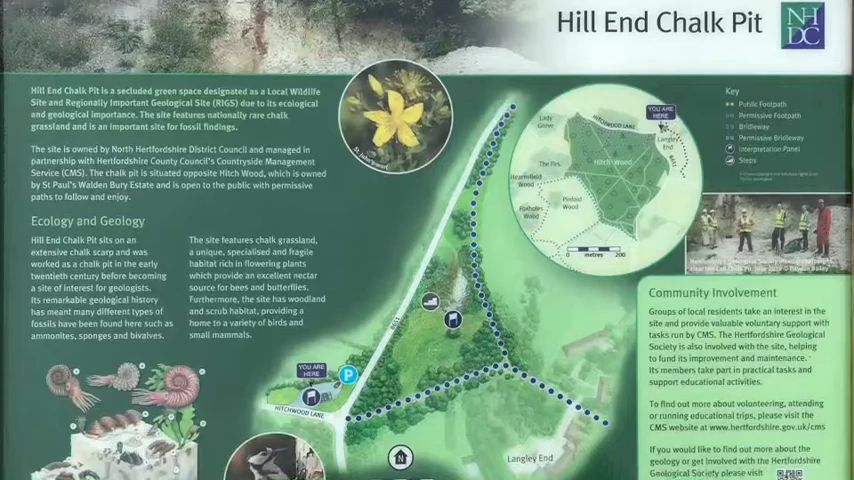 Hill End Chalk Pit
NH
DC
Hill End Chalk Pit is a secluded green space designated as a Local Wildlife
Site and Regionally Important Geological Site (RIGS) due to its ecological
and geological importance. The site features nationally rare chalk
grassland and is an important site for fossil findings.
The site is owned by North Hertfordshire District Council and managed in
partnership with Hertfordshire County Council's Countryside Management
Service (CMS). The chalk pit is situated opposite Hitch Wood, which is owned
by St Paul's Walden Bury Estate and is open to the public with permissive
paths to follow and enjoy.
Ecology and Geology
Hill End Chalk Pit sits on an
extensive chalk scarp and was
worked as a chalk pit in the early
twentieth century before becoming
a site of interest for geologists.
Its remarkable geological history
has meant many different types of
fossils have been found here such as
ammonites, sponges and bivalves.
The site features chalk grassland,
a unique, specialised and fragile
habitat rich in flowering plants
which provide an excellent nectar
source for bees and butterflies.
Furthermore, the site has woodland
and scrub habitat, providing a
home to a variety of birds and
small mammals.
St John's wort
YOU ARE
HERE
P
HITCHWOOD LANE
N
Langley End
Lady
Grove
HITCHWOOD LANE
YOU ARE
HERE
Langley
End
The Firs
Hitch Wood
Hearnsfield
Wood
Pinfold
Wood
Foxholes
Wood
0 metres 200
Key
Public Footpath
Permissive Footpath
Bridleway
Permissive Bridleway
Interpretation Panel
Steps
Community Involvement
Groups of local residents take an interest in the
site and provide valuable voluntary support with
tasks run by CMS. The Hertfordshire Geological
Society is also involved with the site, helping
to fund its improvement and maintenance.
Its members take part in practical tasks and
support educational activities.
To find out more about volunteering, attending
or running educational trips, please visit the
CMS website at www.hertfordshire.gov.uk/cms
If you would like to find out more about the
geology or get involved with the Hertfordshire
Geological Society please visit